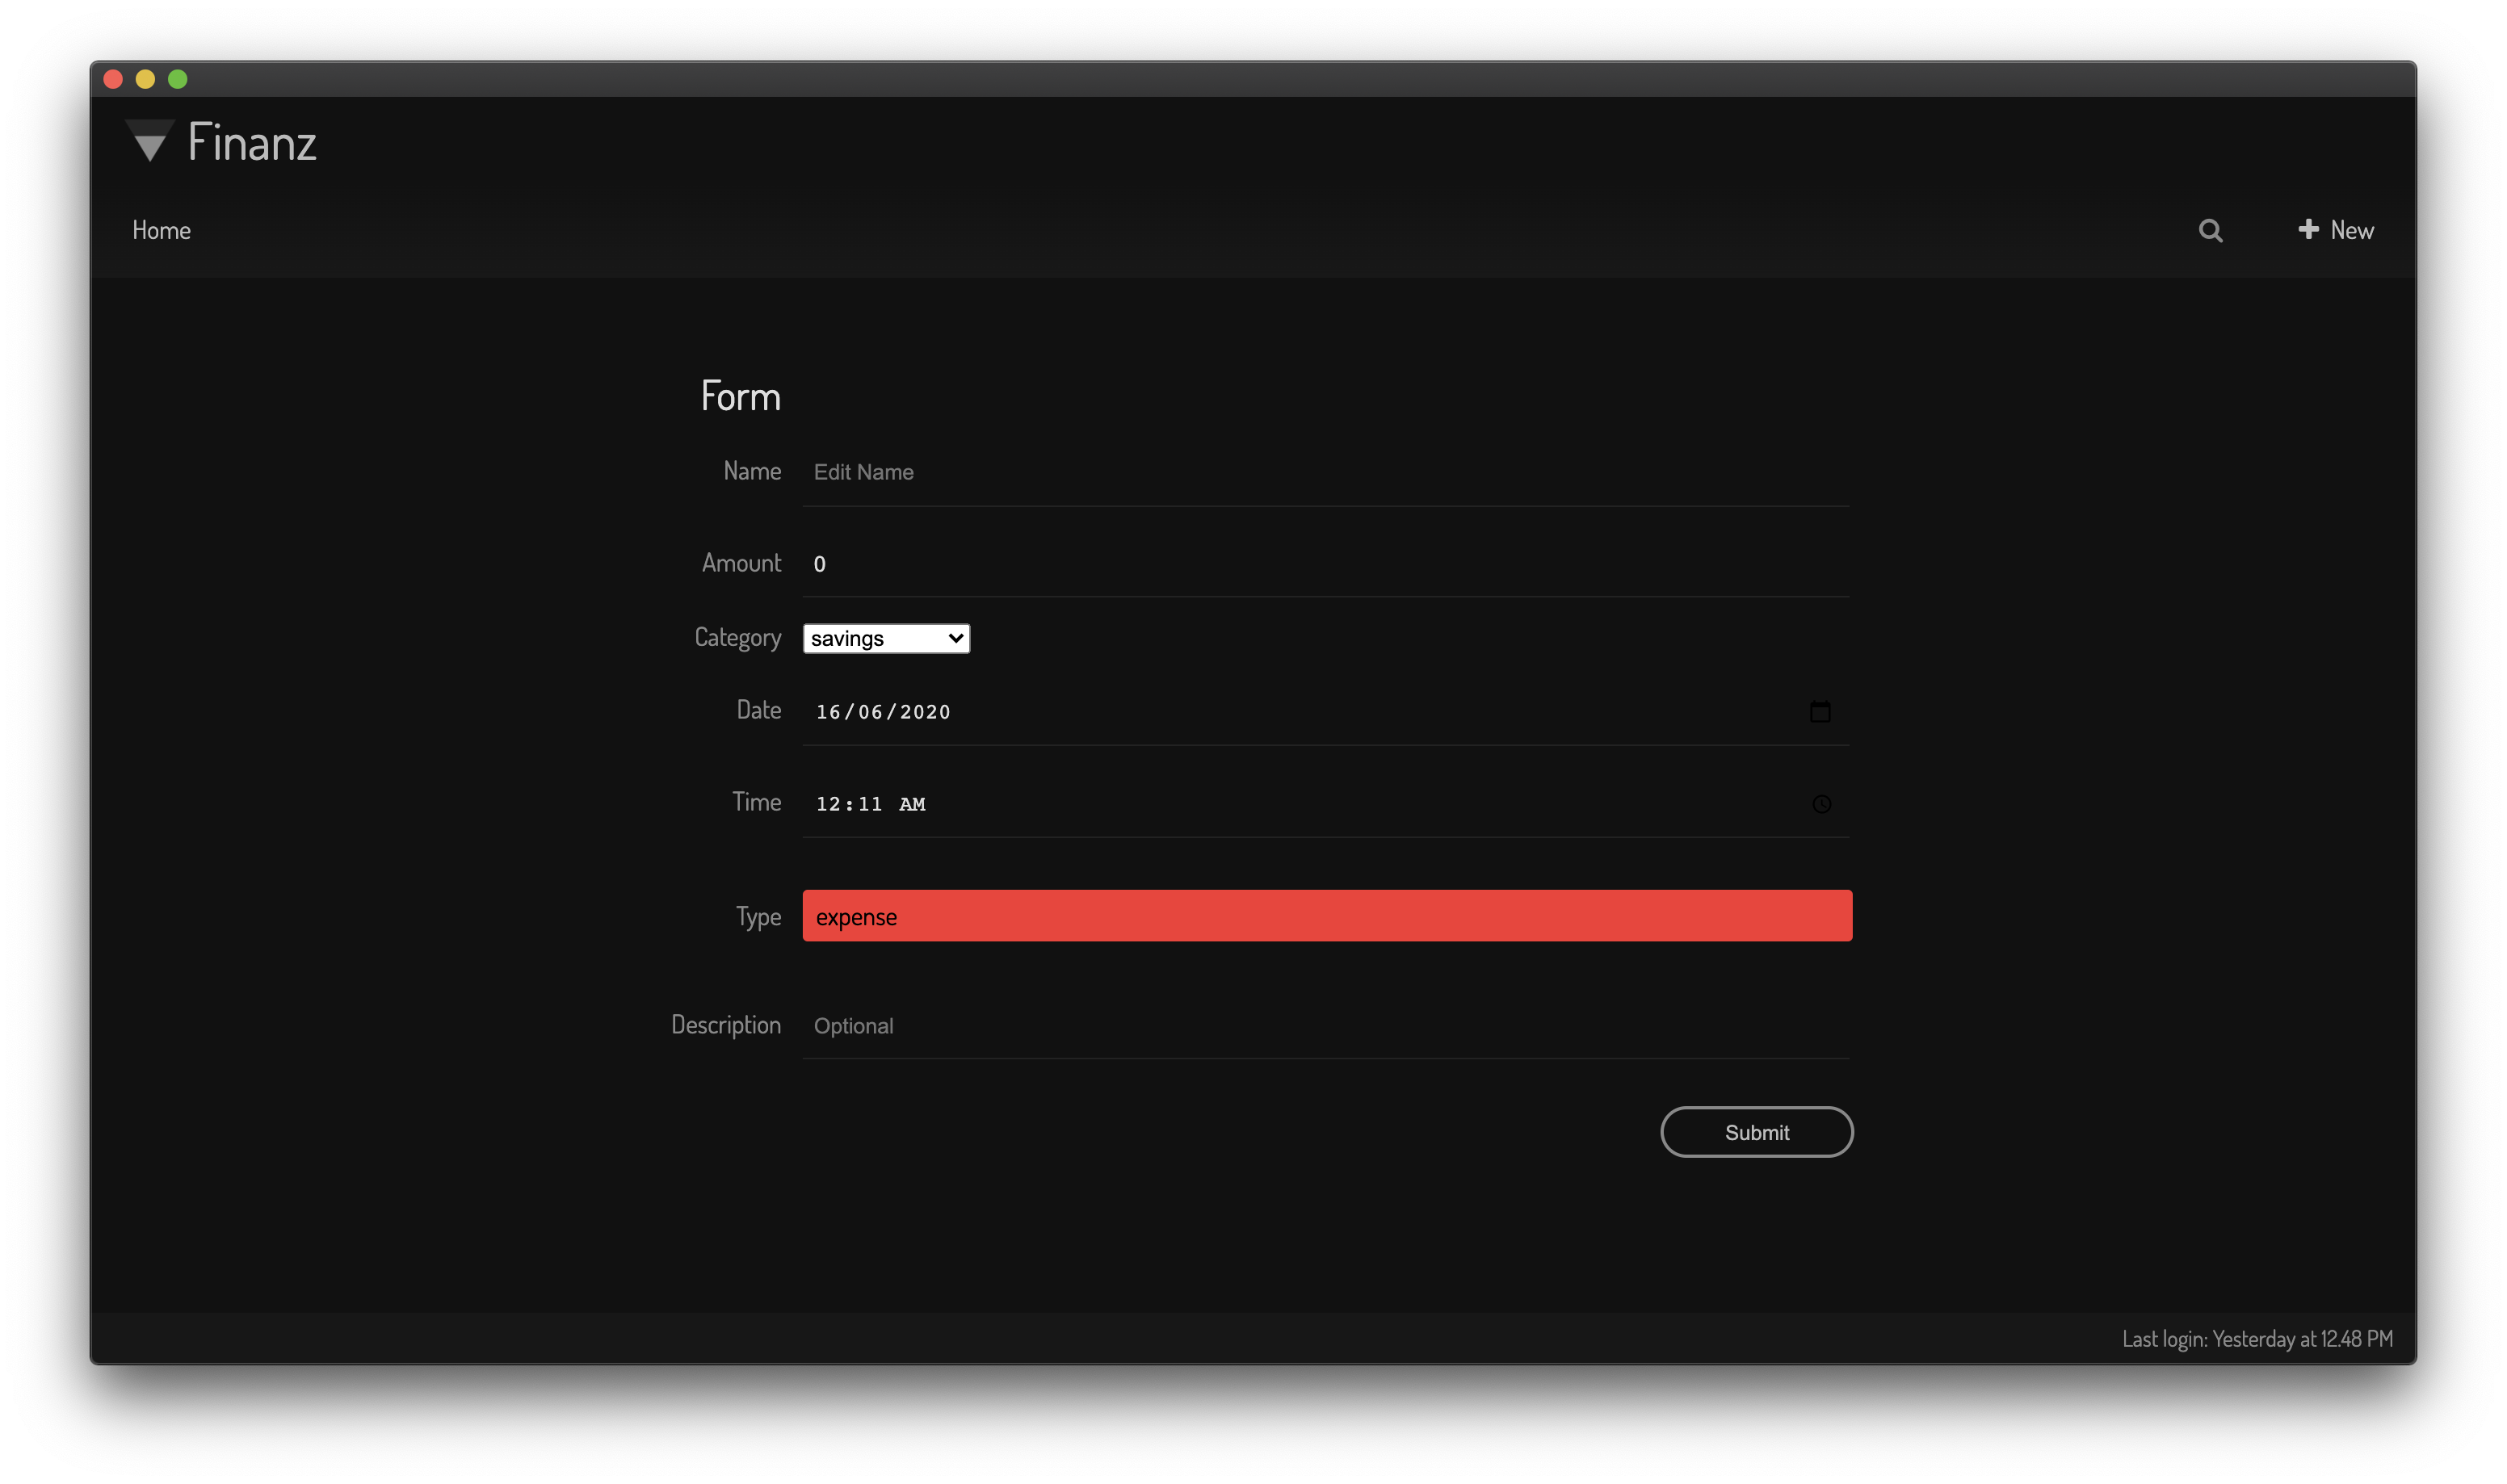 Finanz
Home
New
Form
Name Edit Name
Amount 0
Category savings
Date 16/06/2020
Time 12:11 AM
Type expense
Description Optional
Submit
Last login: Yesterday at 12.48 PM